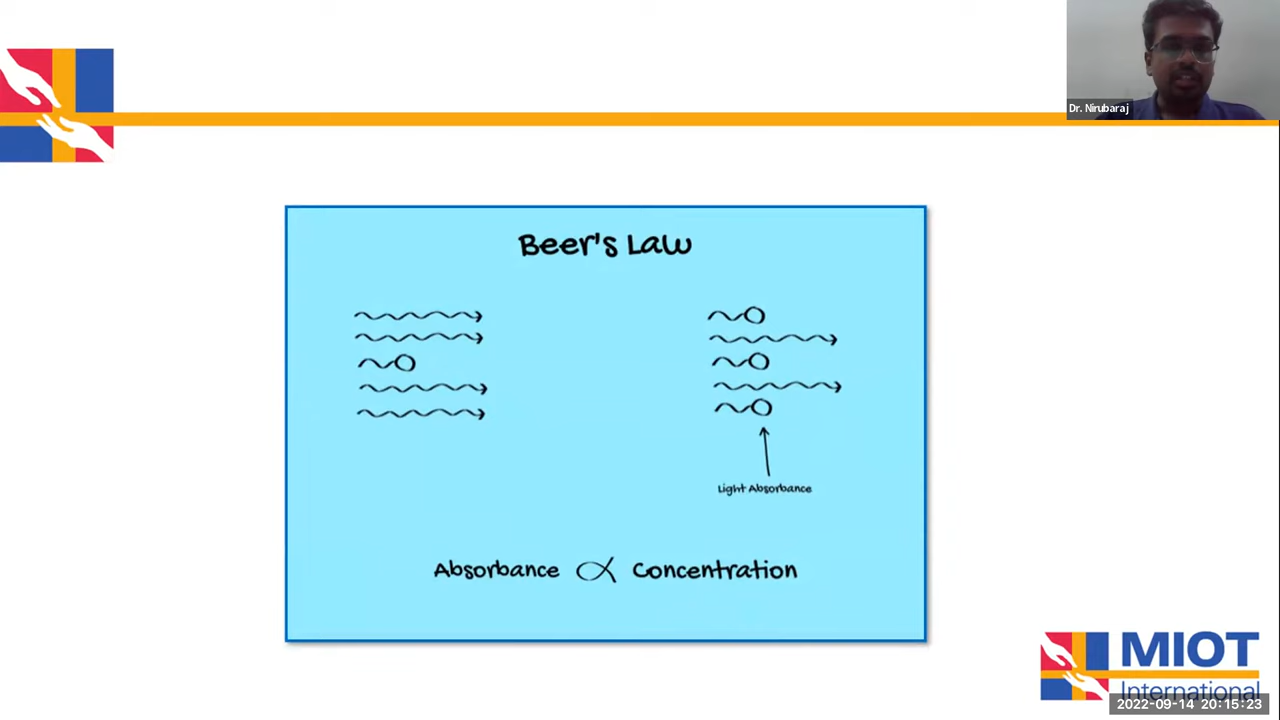 Dr. Nirubaraj
Beer's Law
Light Absorbance
Absorbance ∝ Concentration
MIOT
International
2022-09-14 20:15:23